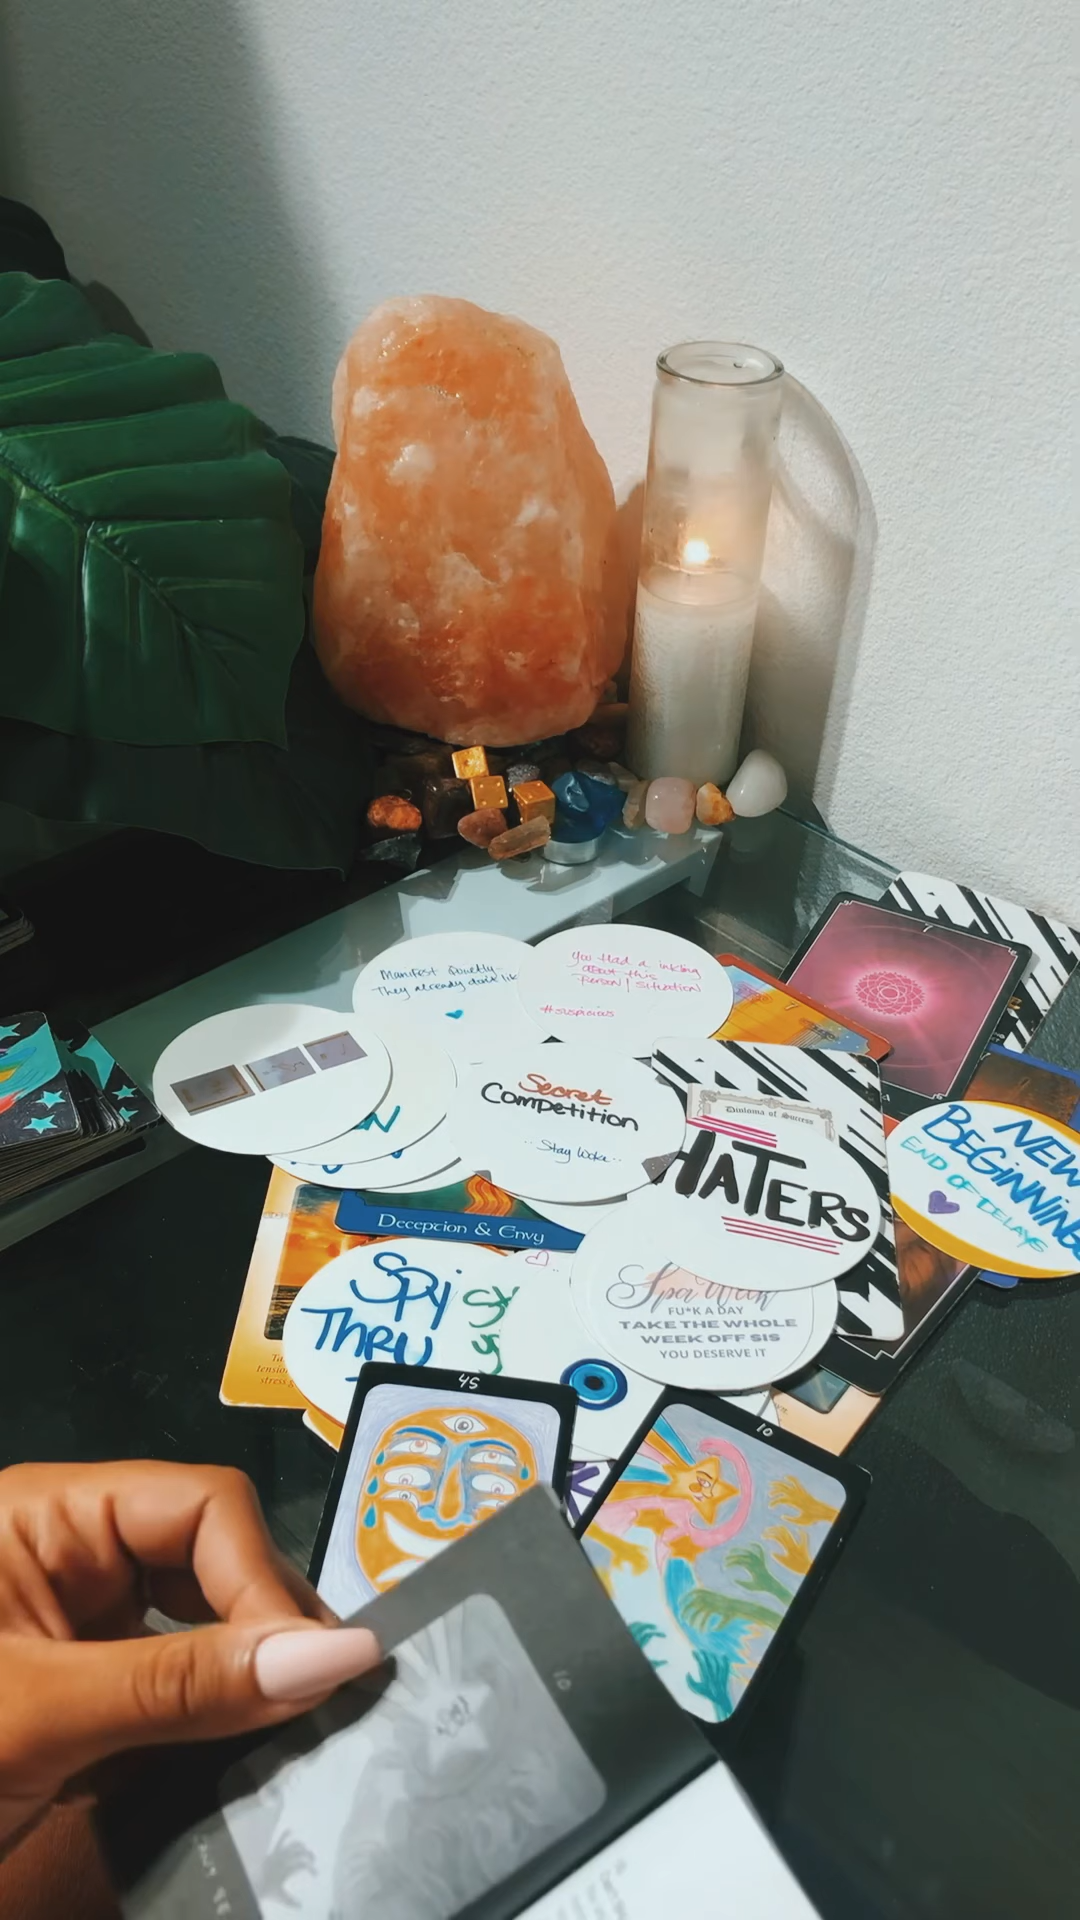 Manifest Quietly
They already don't like
You Had a inkling
about this
Person / Situation
#suspicious
Secret
Competition
..Stay Woke..
Diploma of Success
HATERS
NEW
BEGINNING
END OF DELAYS
Deception & Envy
Spy
THRU
Spa Week
FU*K A DAY
TAKE THE WHOLE
WEEK OFF SIS
YOU DESERVE IT
45
10
10